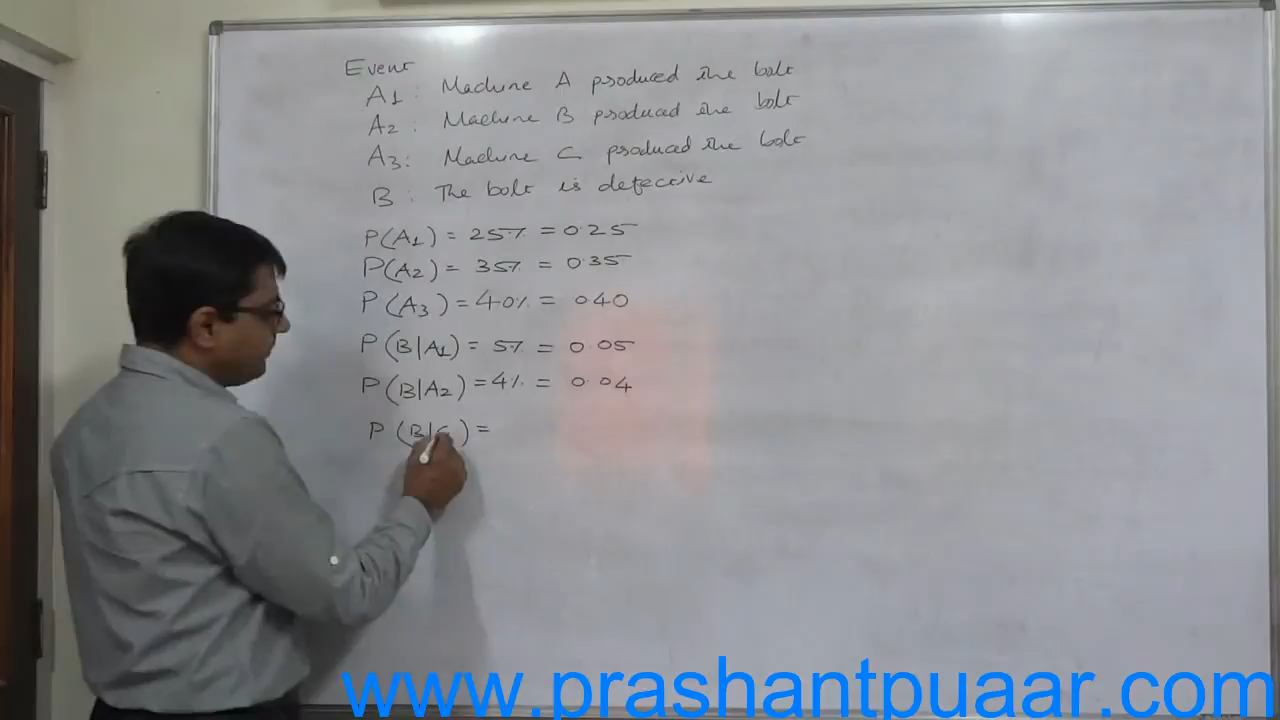 Event
A1: Machine A produced the bolt
A2: Machine B produced the bolt
A3: Machine C produced the bolt
B: The bolt is defective
P(A1) = 25% = 0.25
P(A2) = 35% = 0.35
P(A3) = 40% = 0.40
P(B|A1) = 5% = 0.05
P(B|A2) = 4% = 0.04
P(B| ) =
www.prashantpuaar.com